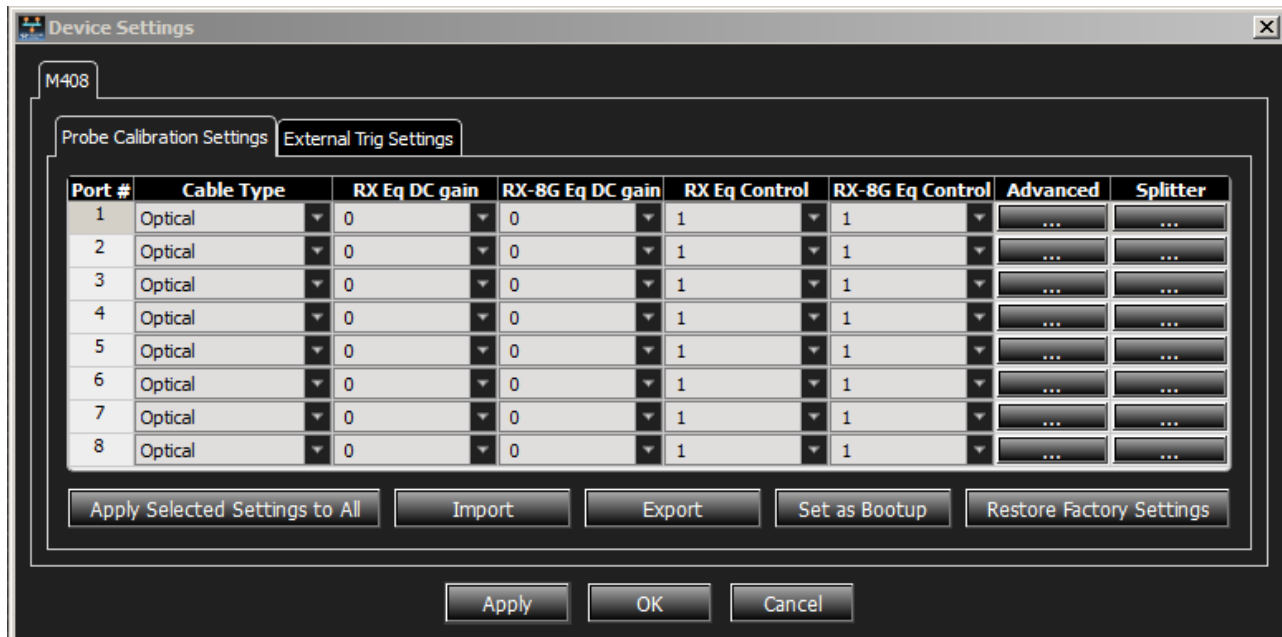 Device Settings
M408
Probe Calibration Settings External Trig Settings
Port # Cable Type RX Eq DC gain RX-8G Eq DC gain RX Eq Control RX-8G Eq Control Advanced Splitter
1 Optical 0 0 1 1 ... ...
2 Optical 0 0 1 1 ... ...
3 Optical 0 0 1 1 ... ...
4 Optical 0 0 1 1 ... ...
5 Optical 0 0 1 1 ... ...
6 Optical 0 0 1 1 ... ...
7 Optical 0 0 1 1 ... ...
8 Optical 0 0 1 1 ... ...
Apply Selected Settings to All Import Export Set as Bootup Restore Factory Settings
Apply OK Cancel